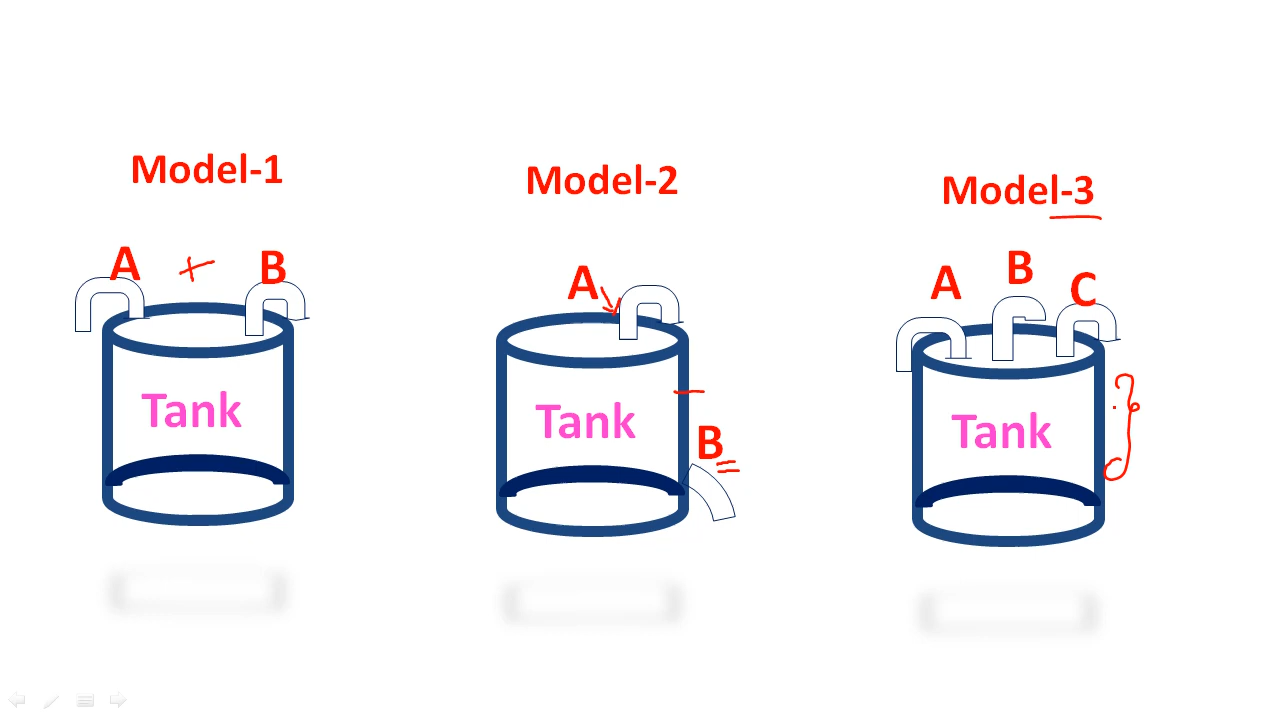 Model-1
A + B
Tank
Model-2
A
Tank
B
Model-3
A B C
Tank